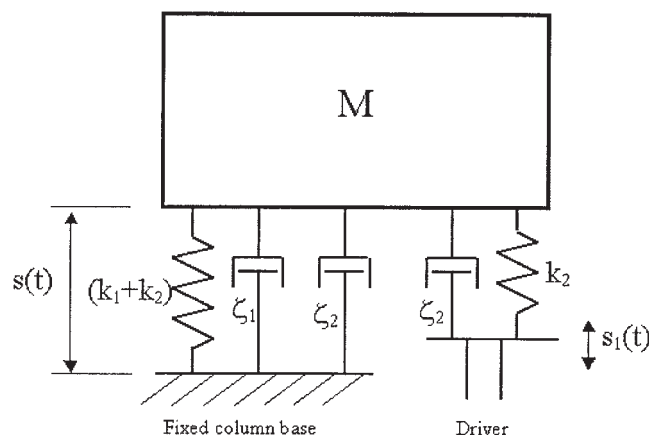 M
s(t)
(k₁+k₂)
ζ₁
ζ₂
ζ₂
k₂
s₁(t)
Fixed column base
Driver